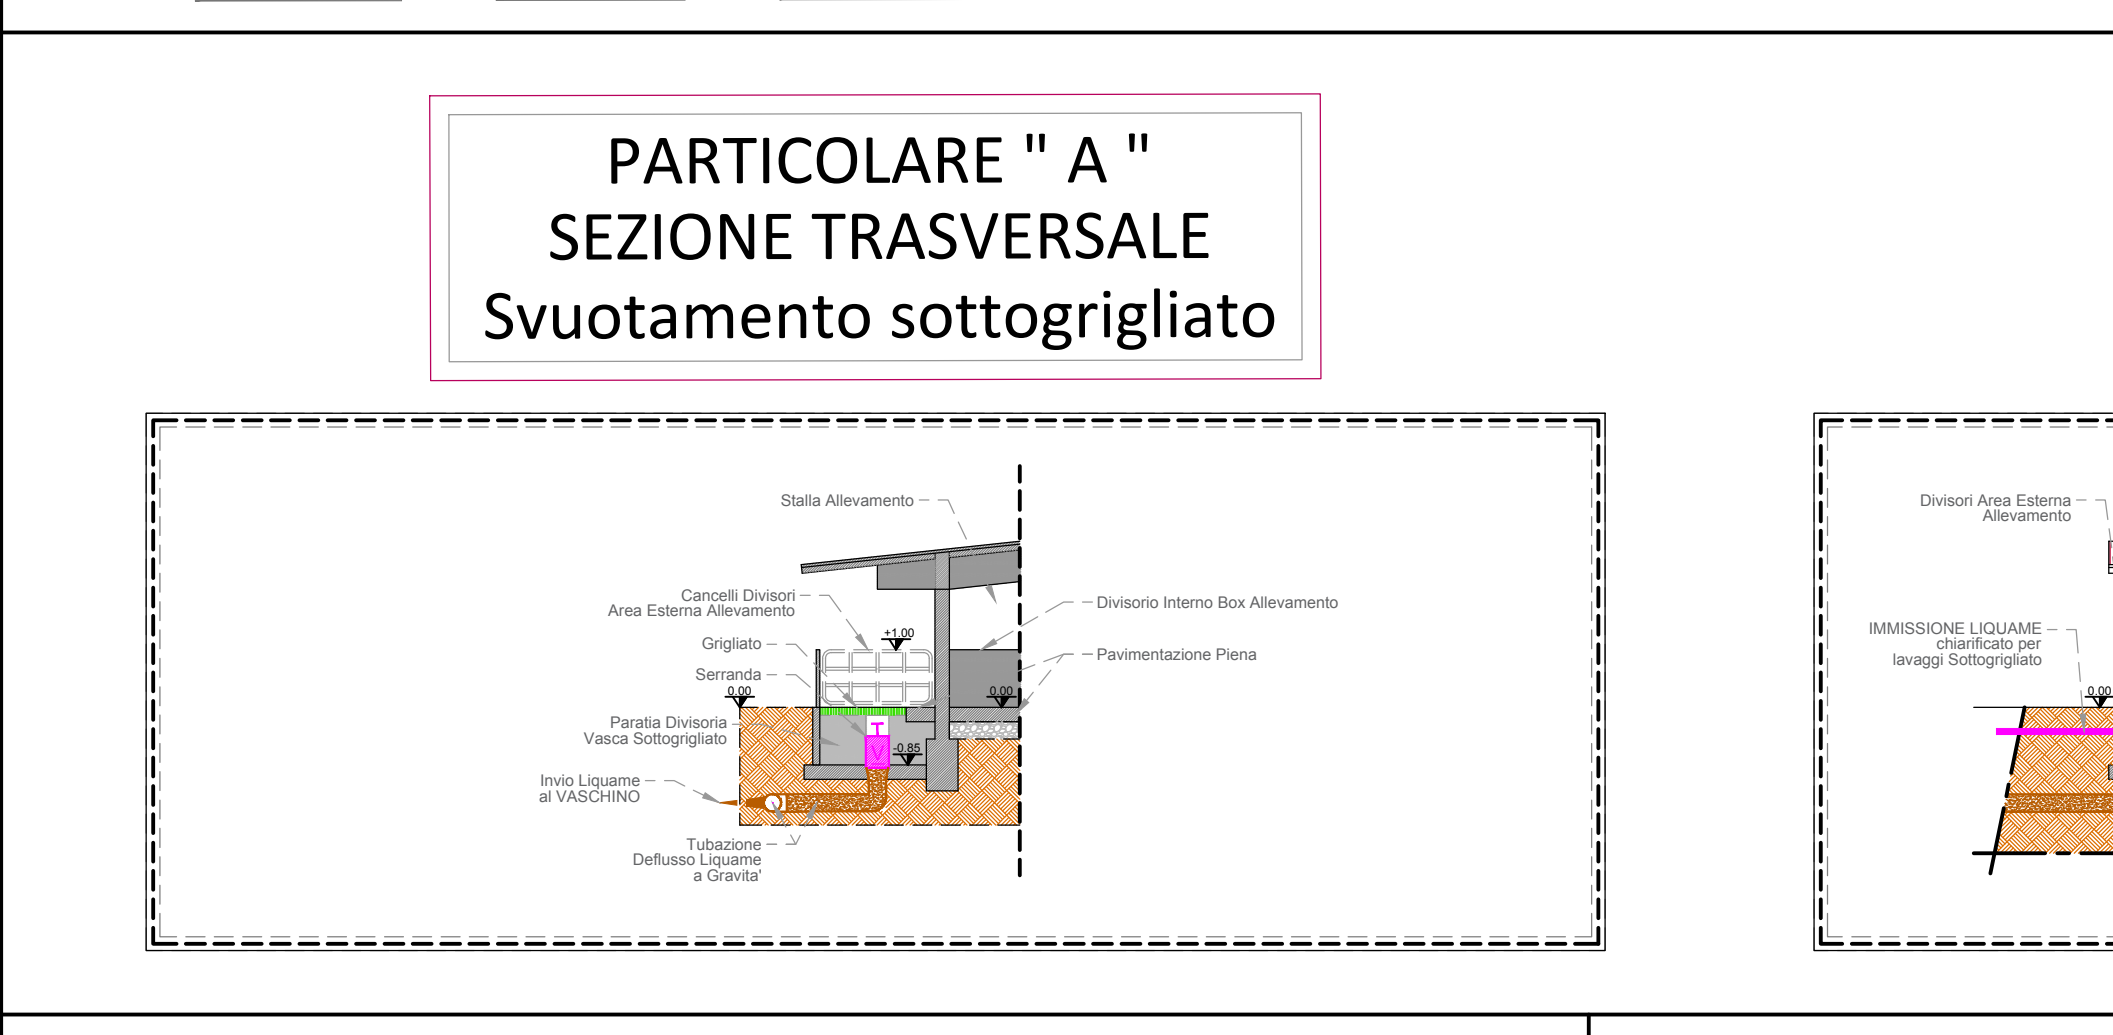 PARTICOLARE " A "
SEZIONE TRASVERSALE
Svuotamento sottogrigliato
Stalla Allevamento
Cancelli Divisori
Area Esterna Allevamento
+1.00
Divisorio Interno Box Allevamento
Grigliato
Pavimentazione Piena
Serranda
0.00
0.00
Paratia Divisoria
Vasca Sottogrigliato
V
-0.85
Invio Liquame
al VASCHINO
Tubazione
Deflusso Liquame
a Gravita'
Divisori Area Esterna
Allevamento
IMMISSIONE LIQUAME
chiarificato per
lavaggi Sottogrigliato
0.00